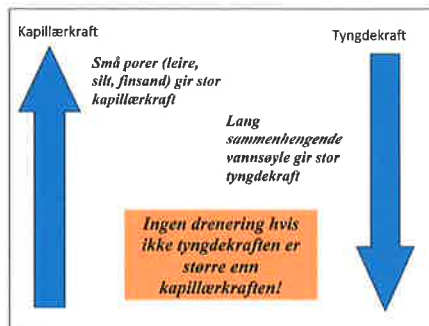 Kapillærkraft
Tyngdekraft
Små porer (leire,
silt, finsand) gir stor
kapillærkraft
Lang
sammenhengende
vannsøyle gir stor
tyngdekraft
Ingen drenering hvis
ikke tyngdekraften er
større enn
kapillærkraften!